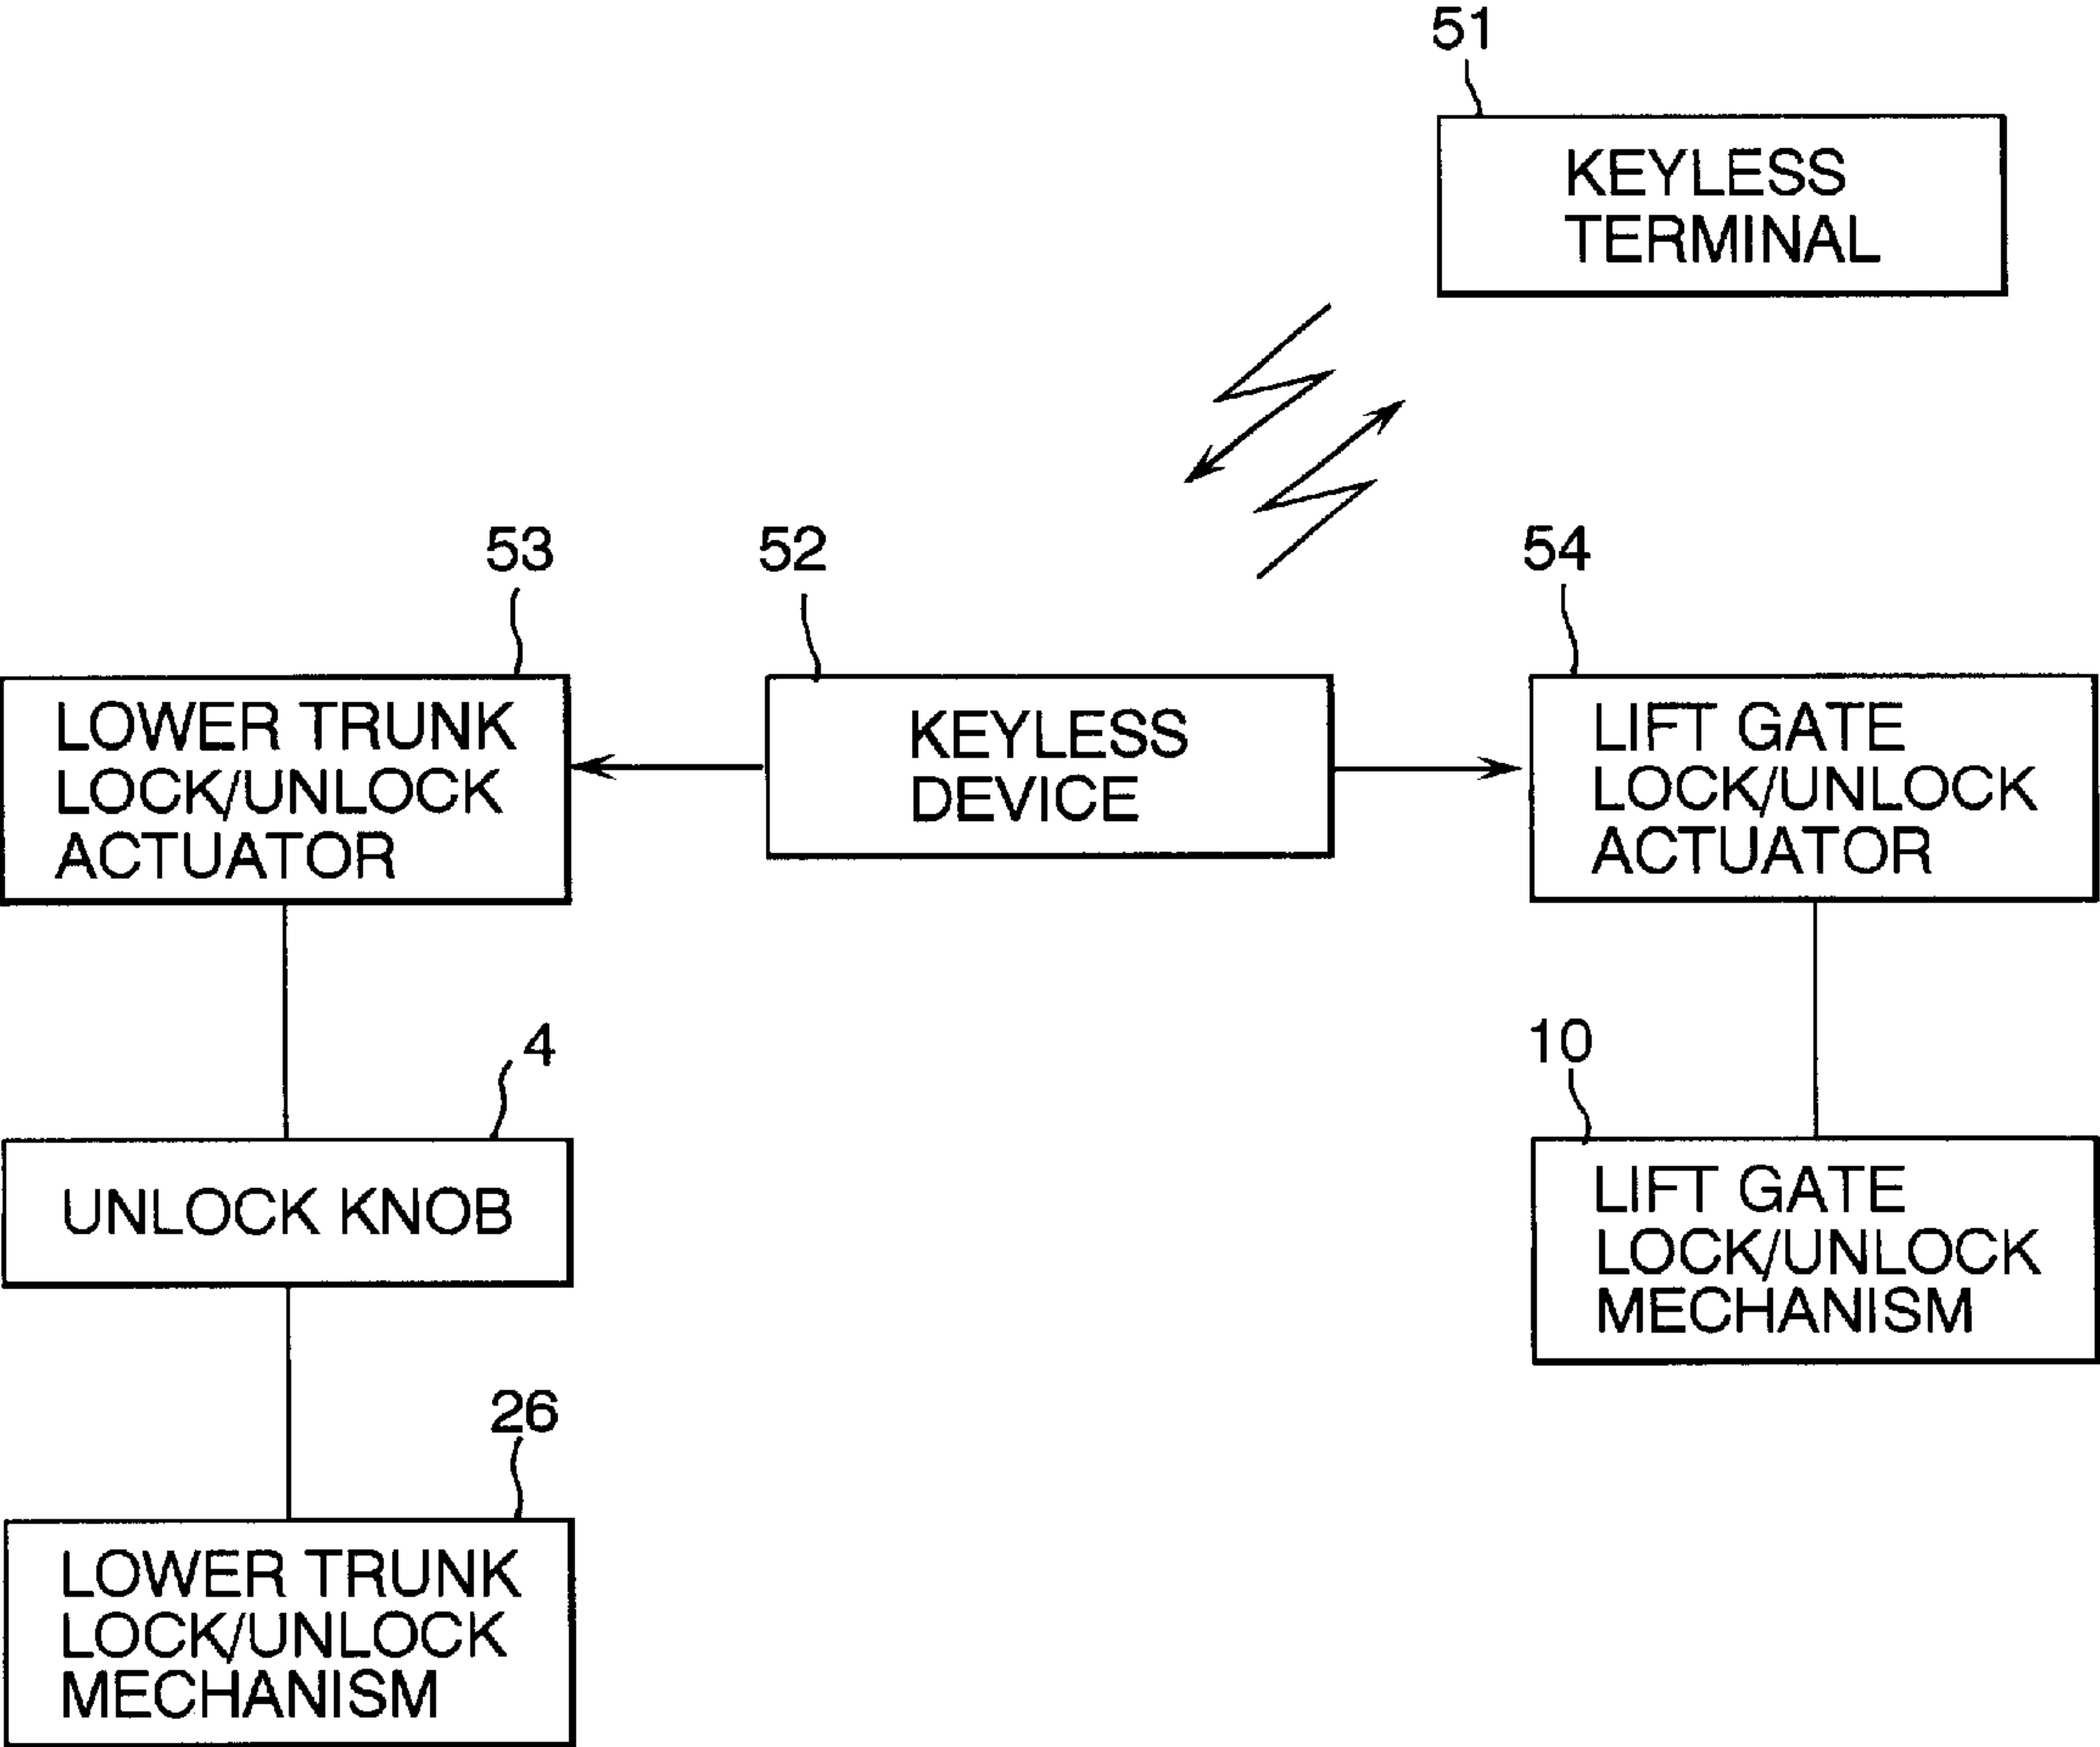 51
KEYLESS
TERMINAL
53
52
54
LOWER TRUNK
LOCK/UNLOCK
ACTUATOR
KEYLESS
DEVICE
LIFT GATE
LOCK/UNLOCK
ACTUATOR
4
10
UNLOCK KNOB
LIFT GATE
LOCK/UNLOCK
MECHANISM
26
LOWER TRUNK
LOCK/UNLOCK
MECHANISM